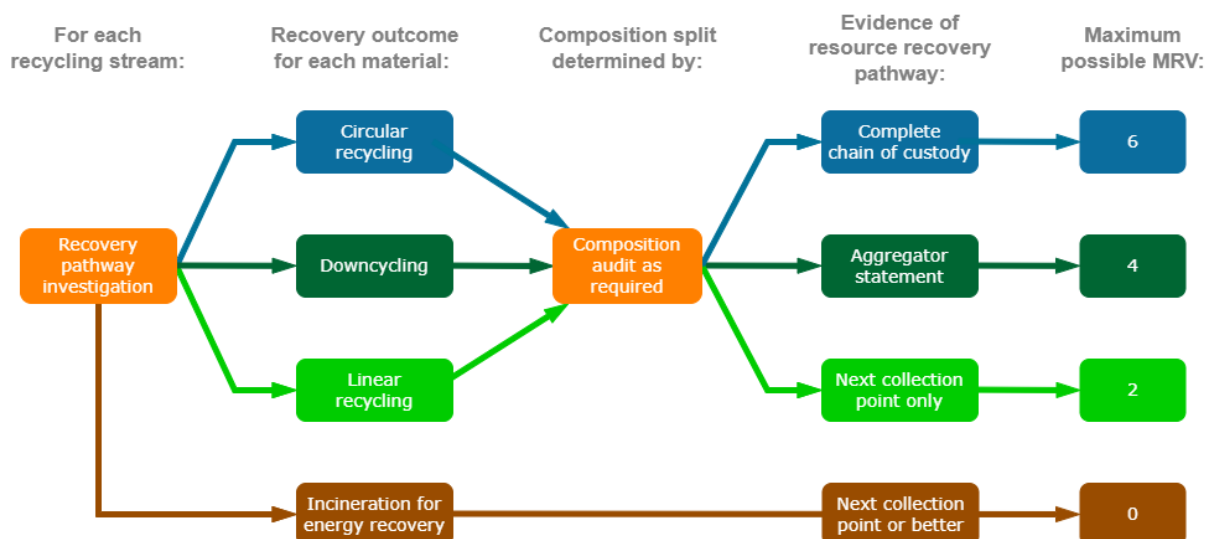 For each
recycling stream:
Recovery outcome
for each material:
Composition split
determined by:
Evidence of
resource recovery
pathway:
Maximum
possible MRV:
Circular
recycling
Complete
chain of custody
6
Recovery
pathway
investigation
Downcycling
Composition
audit as
required
Aggregator
statement
4
Linear
recycling
Next collection
point only
2
Incineration for
energy recovery
Next collection
point or better
0